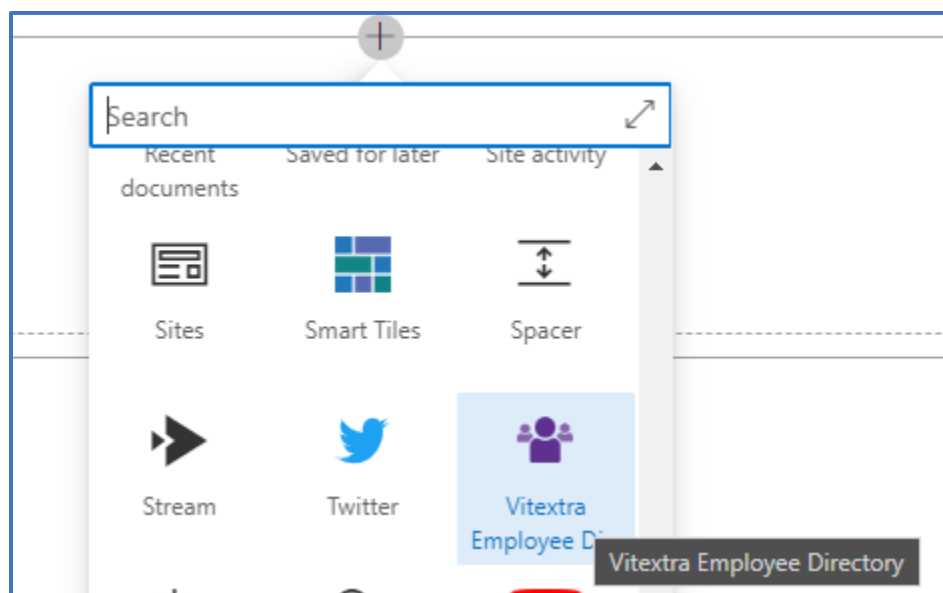 Search
Recent Saved for later Site activity
documents
Sites Smart Tiles Spacer
Stream Twitter Vitextra
Employee Di...
Vitextra Employee Directory